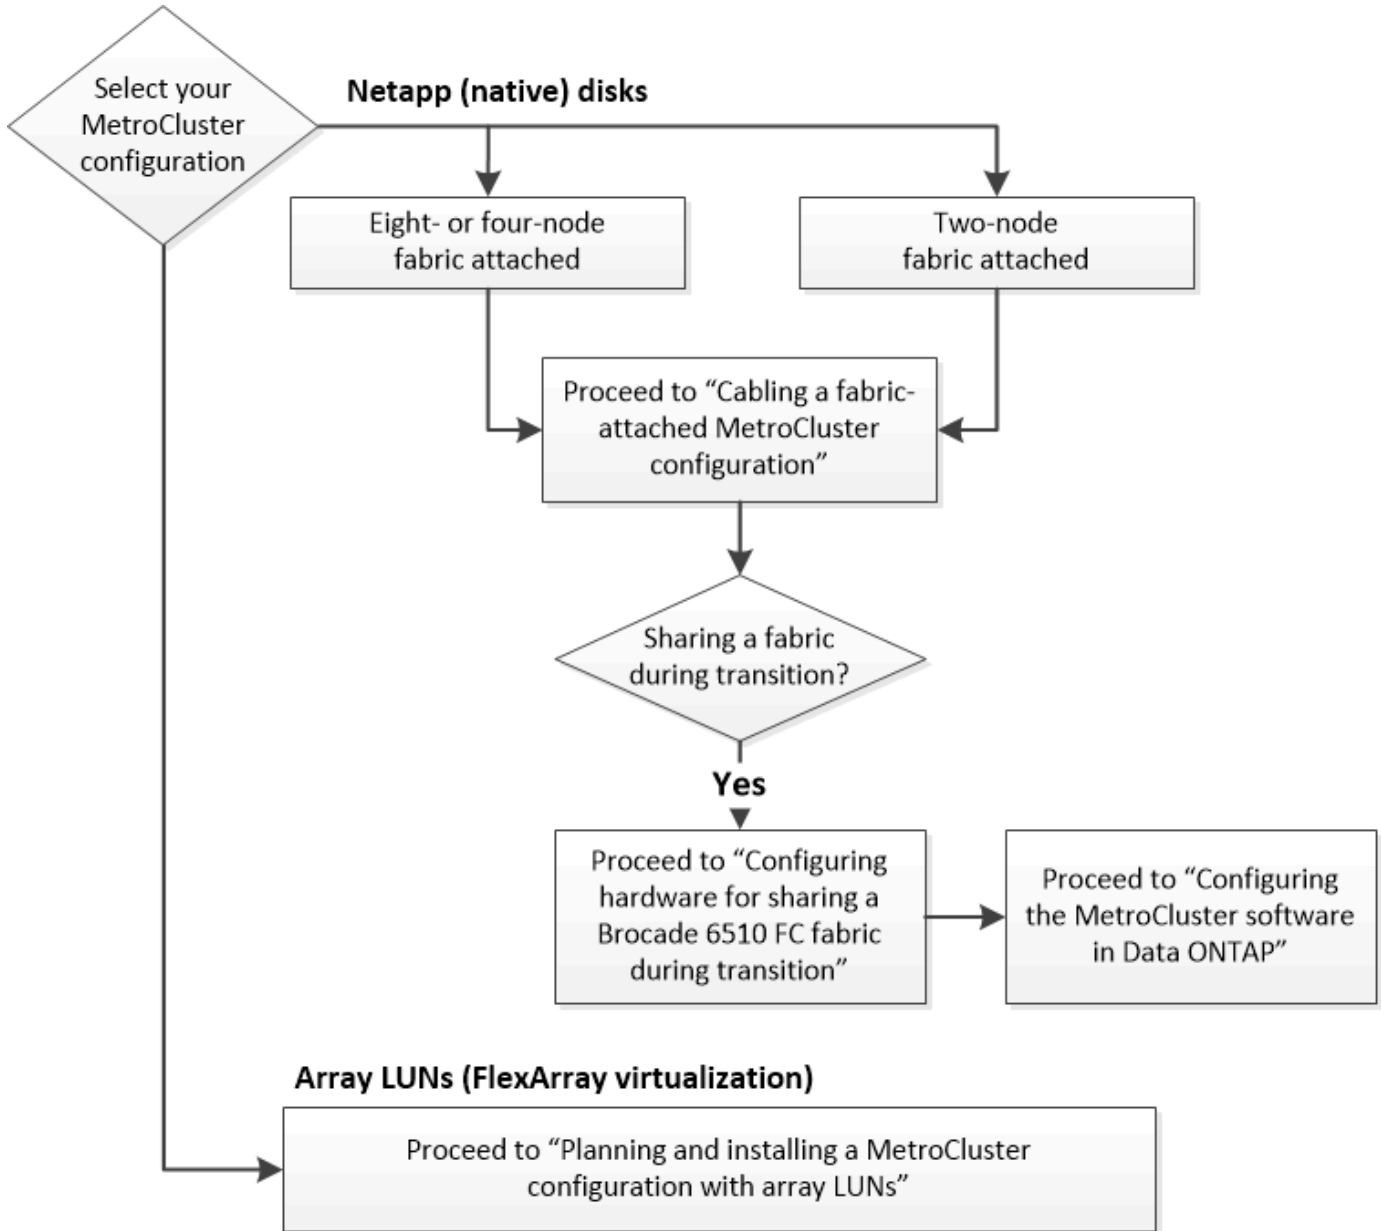 Select your
MetroCluster
configuration
Netapp (native) disks
Eight- or four-node
fabric attached
Two-node
fabric attached
Proceed to “Cabling a fabric-
attached MetroCluster
configuration”
Sharing a fabric
during transition?
Yes
Proceed to “Configuring
hardware for sharing a
Brocade 6510 FC fabric
during transition”
Proceed to “Configuring
the MetroCluster software
in Data ONTAP”
Array LUNs (FlexArray virtualization)
Proceed to “Planning and installing a MetroCluster
configuration with array LUNs”